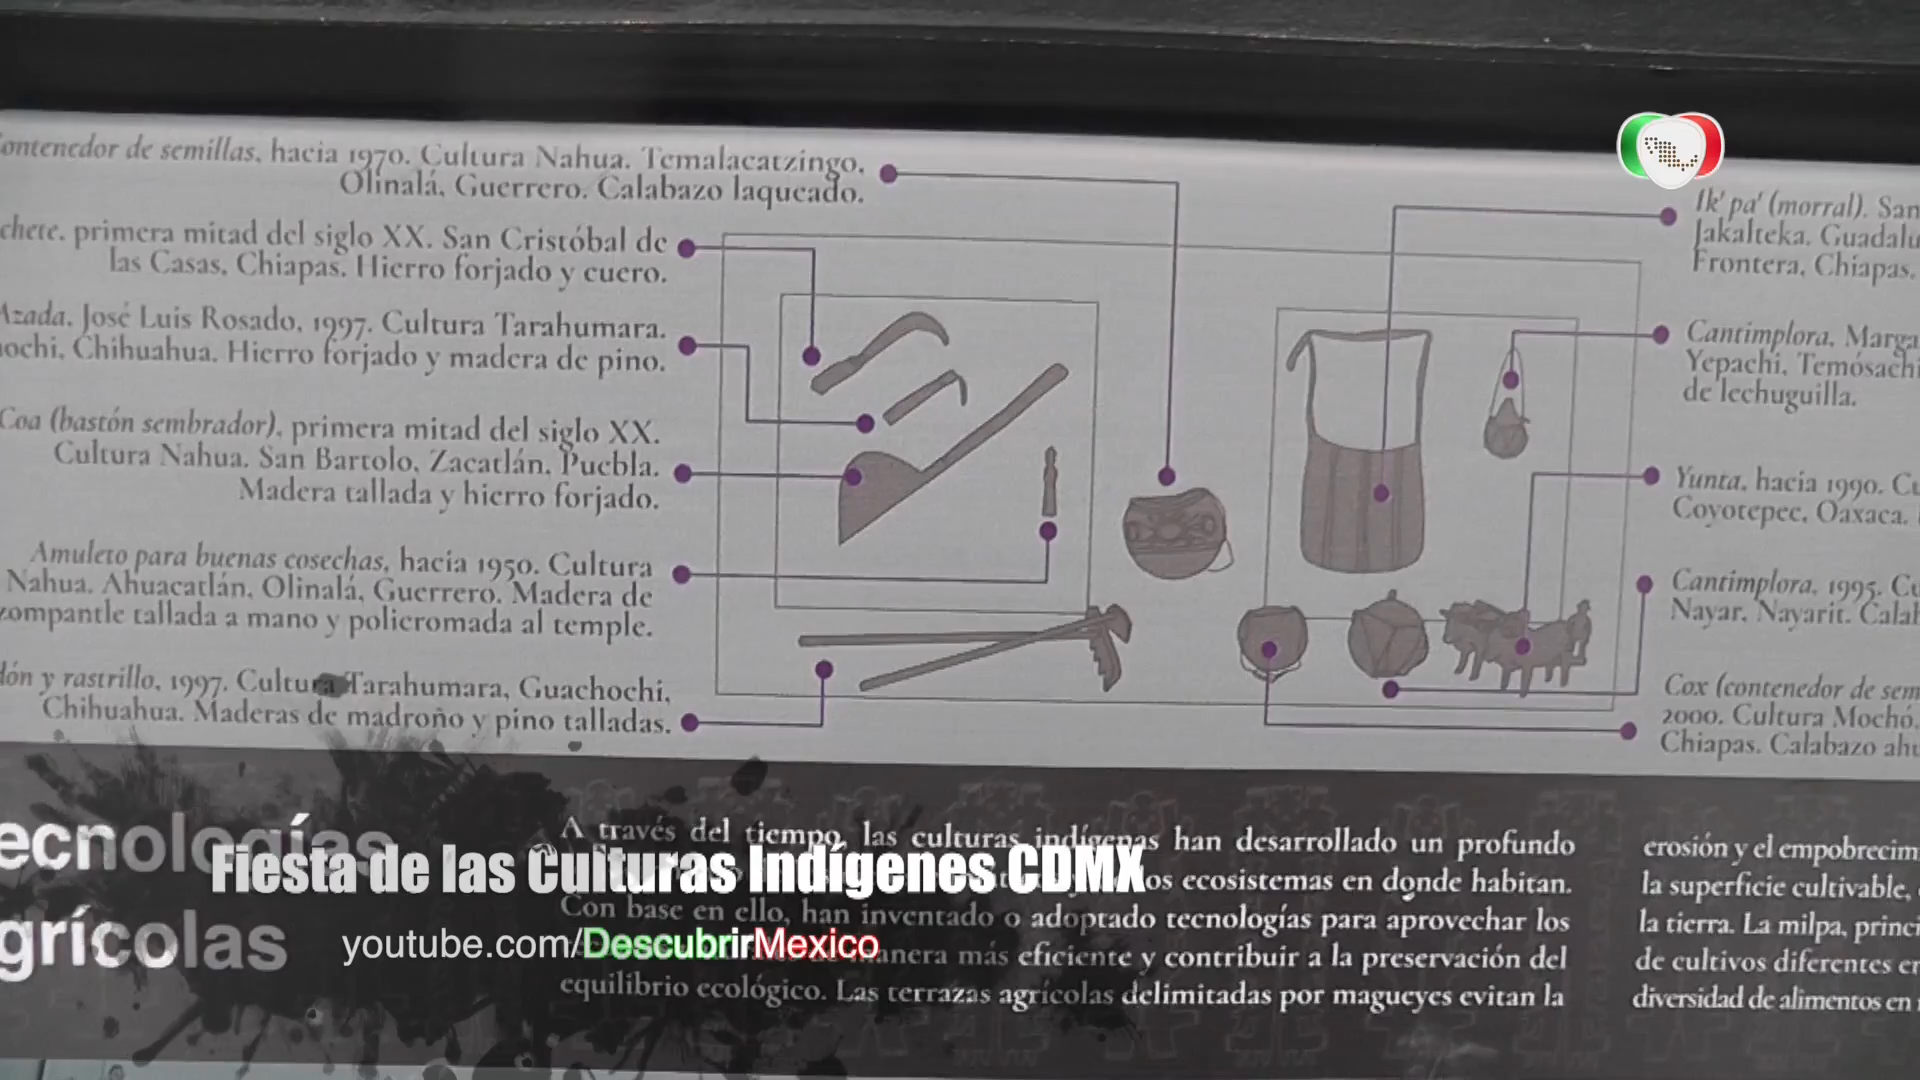 ontenedor de semillas, hacia 1970. Cultura Nahua. Temalacatzingo,
Olinalá, Guerrero. Calabazo laqueado.
chete, primera mitad del siglo XX. San Cristóbal de
las Casas, Chiapas. Hierro forjado y cuero.
Azada. José Luis Rosado, 1997. Cultura Tarahumara.
ochi, Chihuahua. Hierro forjado y madera de pino.
Coa (bastón sembrador), primera mitad del siglo XX.
Cultura Nahua. San Bartolo, Zacatlán, Puebla.
Madera tallada y hierro forjado.
Amuleto para buenas cosechas, hacia 1950. Cultura
Nahua. Ahuacatlán, Olinalá, Guerrero. Madera de
zompantle tallada a mano y policromada al temple.
dón y rastrillo, 1997. Cultura Tarahumara, Guachochi,
Chihuahua. Maderas de madroño y pino talladas.
Ik' pa' (morral). San
Jakalteka. Guadalu
Frontera, Chiapas.
Cantimplora, Marga
Yepachi, Temósachi
de lechuguilla.
Yunta, hacia 1990. Cu
Coyotepec, Oaxaca.
Cantimplora, 1995. Cu
Nayar, Nayarit. Calab
Cox (contenedor de sem
2000. Cultura Mochó.
Chiapas. Calabazo ahu
ecnologías
grícolas
A través del tiempo, las culturas indígenas han desarrollado un profundo
os ecosistemas en donde habitan.
Con base en ello, han inventado o adoptado tecnologías para aprovechar los
manera más eficiente y contribuir a la preservación del
equilibrio ecológico. Las terrazas agrícolas delimitadas por magueyes evitan la
erosión y el empobrecim
la superficie cultivable,
la tierra. La milpa, princi
de cultivos diferentes en
diversidad de alimentos en
Fiesta de las Culturas Indígenes CDMX
youtube.com/DescubrirMexico